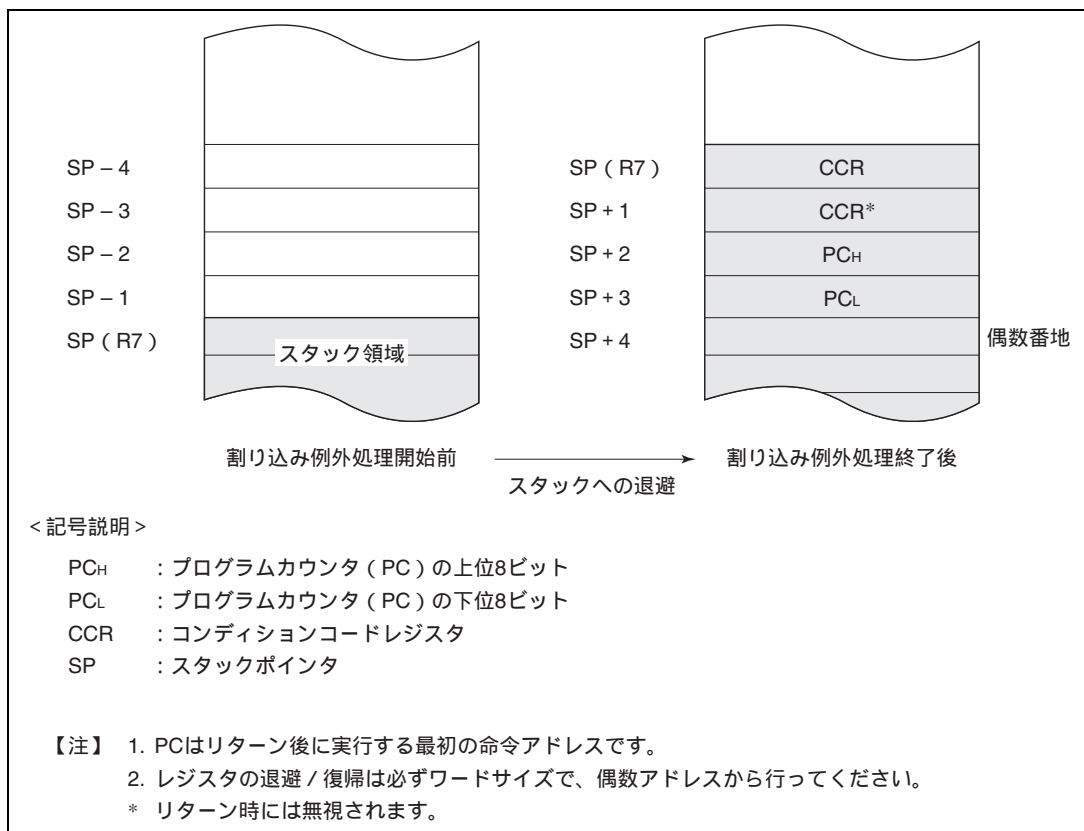 SP – 4 SP ( R7 ) CCR
SP – 3 SP + 1 CCR*
SP – 2 SP + 2 PCH
SP – 1 SP + 3 PCL
SP ( R7 ) スタック領域 SP + 4 偶数番地
割り込み例外処理開始前 割り込み例外処理終了後
スタックへの退避
<記号説明>
PCH :プログラムカウンタ(PC)の上位8ビット
PCL :プログラムカウンタ(PC)の下位8ビット
CCR :コンディションコードレジスタ
SP :スタックポインタ
【注】 1. PCはリターン後に実行する最初の命令アドレスです。
2. レジスタの退避/復帰は必ずワードサイズで、偶数アドレスから行ってください。
* リターン時には無視されます。